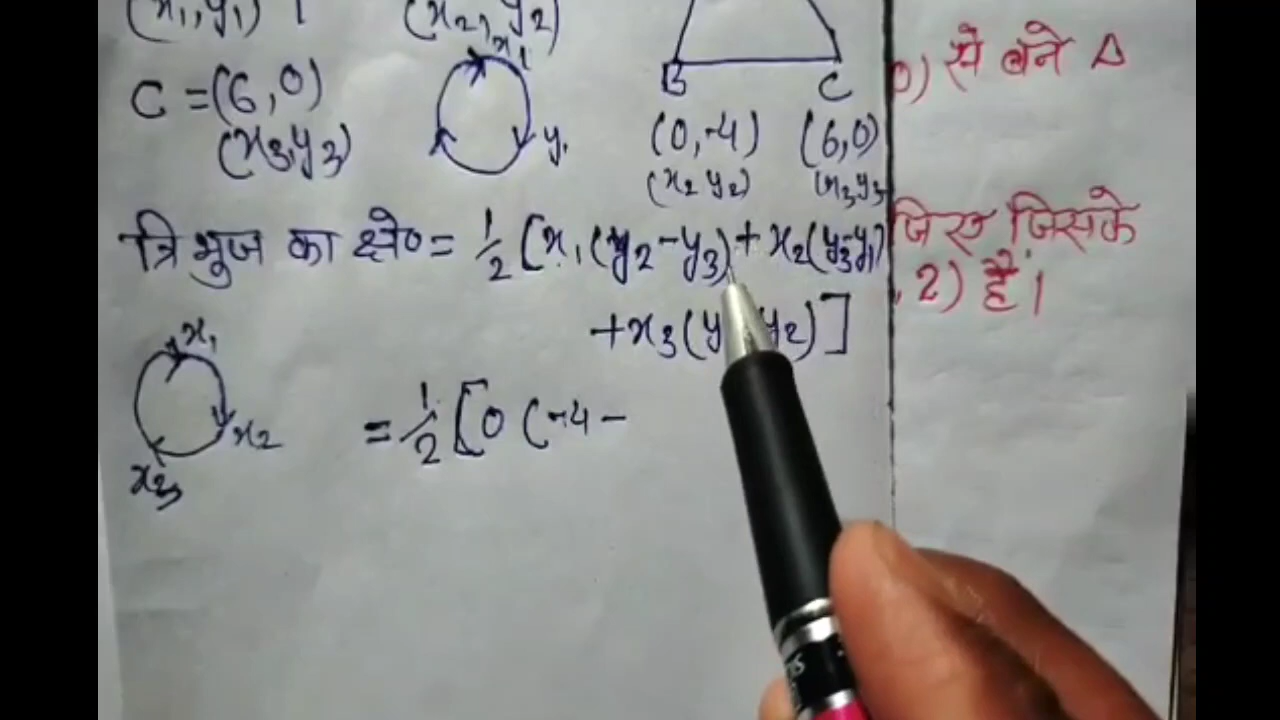 (x₁, y₁)
(x₂, y₂)
C = (6, 0)
(x₃, y₃)
x₁
y₁
B
C
(0, -4) (6, 0)
(x₂ y₂) (x₃ y₃
0) से बने Δ
त्रिभुज का क्षे० = 1/2 [x₁(y₂ - y₃) + x₂(y₃-y₁)
+ x₃(y y₂)]
जिए जिसके
, 2) हैं।
x₁
x₂
x₃
= 1/2 [0 (-4 -